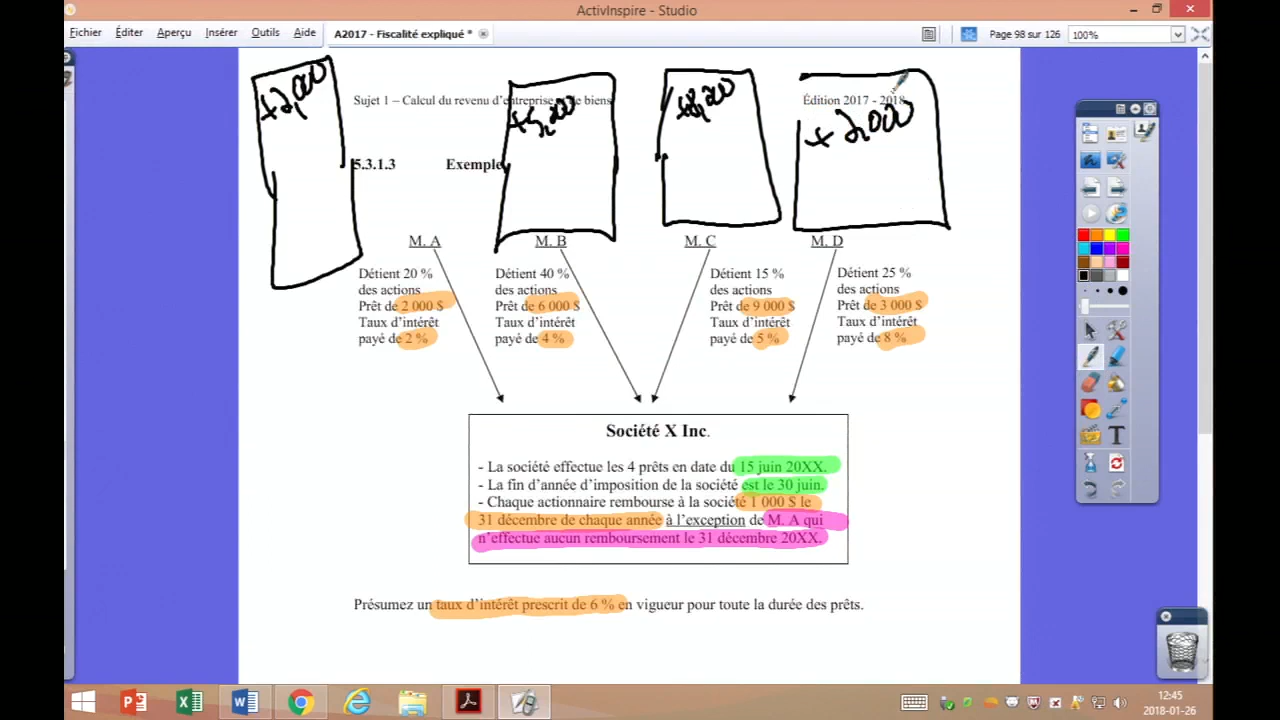 ActivInspire - Studio
Fichier Éditer Aperçu Insérer Outils Aide A2017 - Fiscalité expliqué * Page 98 sur 126 100%
Sujet 1 – Calcul du revenu d'entreprise et de biens Édition 2017 - 2018
+2,000 +5,000 +8,000 +2,000
5.3.1.3 Exemple
M. A M. B M. C M. D
Détient 20 % Détient 40 % Détient 15 % Détient 25 %
des actions des actions des actions des actions
Prêt de 2 000 $ Prêt de 6 000 $ Prêt de 9 000 $ Prêt de 3 000 $
Taux d'intérêt Taux d'intérêt Taux d'intérêt Taux d'intérêt
payé de 2 % payé de 4 % payé de 5 % payé de 8 %
Société X Inc.
- La société effectue les 4 prêts en date du 15 juin 20XX.
- La fin d'année d'imposition de la société est le 30 juin.
- Chaque actionnaire rembourse à la société 1 000 $ le
31 décembre de chaque année à l'exception de M. A qui
n'effectue aucun remboursement le 31 décembre 20XX.
Présumez un taux d'intérêt prescrit de 6 % en vigueur pour toute la durée des prêts.
12:45
2018-01-26